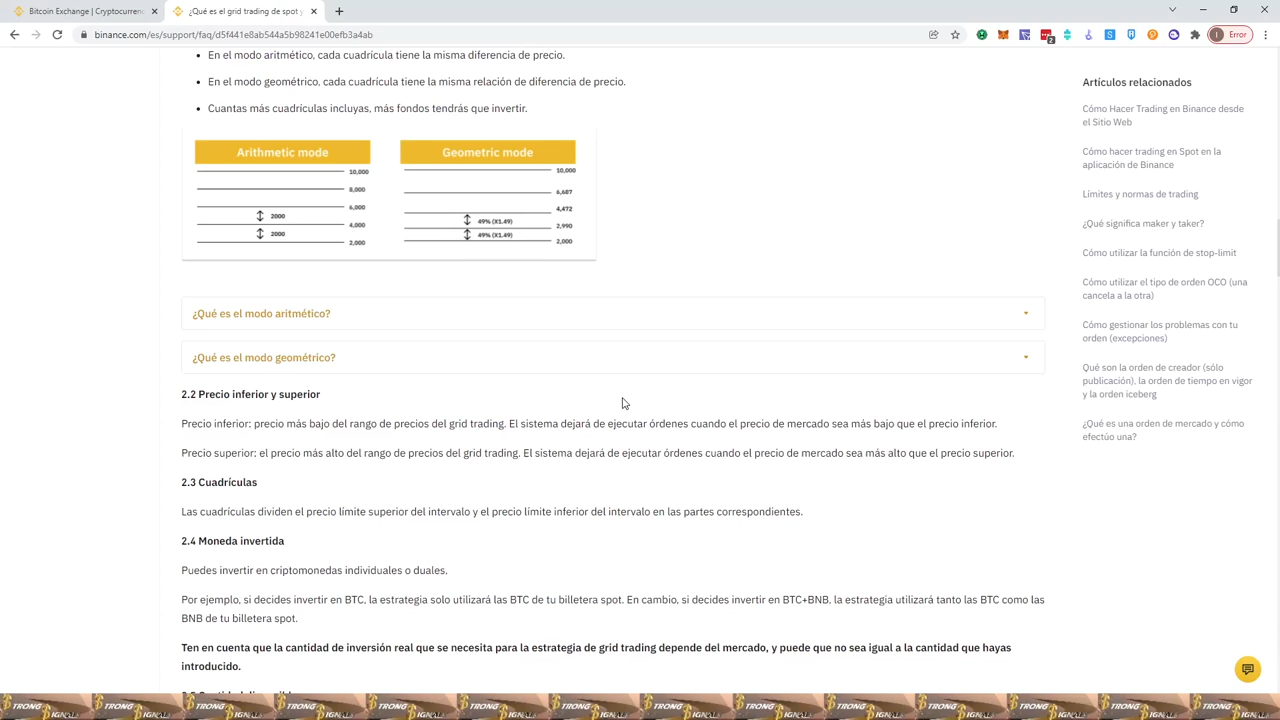 Bitcoin Exchange | Cryptocurrenc
¿Qué es el grid trading de spot y
binance.com/es/support/faq/d5f441e8ab544a5b98241e00efb3a4ab
2
I
Error
En el modo aritmético, cada cuadrícula tiene la misma diferencia de precio.
En el modo geométrico, cada cuadrícula tiene la misma relación de diferencia de precio.
Cuantas más cuadrículas incluyas, más fondos tendrás que invertir.
Arithmetic mode
10,000
8,000
6,000
2000
4,000
2000
2,000
Geometric mode
10,000
6,687
4,472
49% (X1.49)
2,990
49% (X1.49)
2,000
¿Qué es el modo aritmético?
¿Qué es el modo geométrico?
2.2 Precio inferior y superior
Precio inferior: precio más bajo del rango de precios del grid trading. El sistema dejará de ejecutar órdenes cuando el precio de mercado sea más bajo que el precio inferior.
Precio superior: el precio más alto del rango de precios del grid trading. El sistema dejará de ejecutar órdenes cuando el precio de mercado sea más alto que el precio superior.
2.3 Cuadrículas
Las cuadrículas dividen el precio límite superior del intervalo y el precio límite inferior del intervalo en las partes correspondientes.
2.4 Moneda invertida
Puedes invertir en criptomonedas individuales o duales.
Por ejemplo, si decides invertir en BTC, la estrategia solo utilizará las BTC de tu billetera spot. En cambio, si decides invertir en BTC+BNB, la estrategia utilizará tanto las BTC como las
BNB de tu billetera spot.
Ten en cuenta que la cantidad de inversión real que se necesita para la estrategia de grid trading depende del mercado, y puede que no sea igual a la cantidad que hayas
introducido.
Artículos relacionados
Cómo Hacer Trading en Binance desde
el Sitio Web
Cómo hacer trading en Spot en la
aplicación de Binance
Límites y normas de trading
¿Qué significa maker y taker?
Cómo utilizar la función de stop-limit
Cómo utilizar el tipo de orden OCO (una
cancela a la otra)
Cómo gestionar los problemas con tu
orden (excepciones)
Qué son la orden de creador (sólo
publicación), la orden de tiempo en vigor
y la orden iceberg
¿Qué es una orden de mercado y cómo
efectúo una?